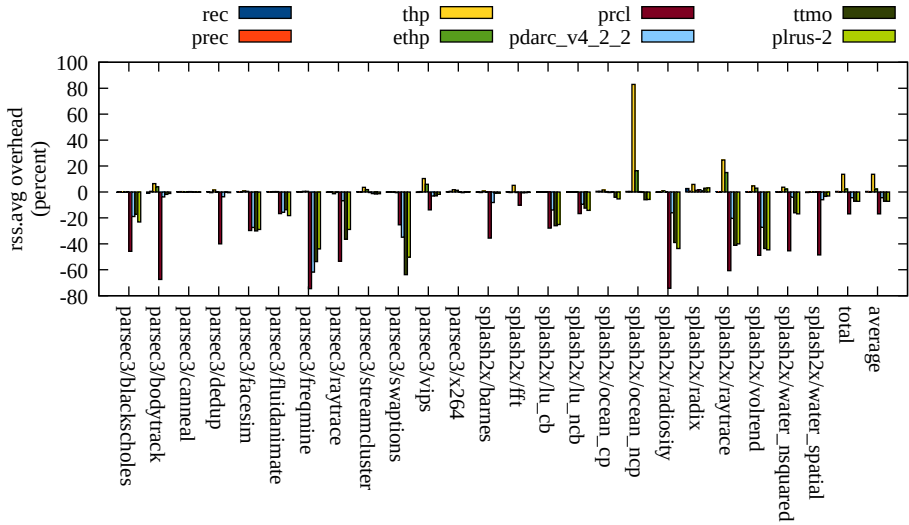 rec thp prcl ttmo
prec ethp pdarc_v4_2_2 plrus-2
rss.avg overhead
(percent)
100
80
60
40
20
0
-20
-40
-60
-80
parsec3/blackscholes
parsec3/bodytrack
parsec3/canneal
parsec3/dedup
parsec3/facesim
parsec3/fluidanimate
parsec3/freqmine
parsec3/raytrace
parsec3/streamcluster
parsec3/swaptions
parsec3/vips
parsec3/x264
splash2x/barnes
splash2x/fft
splash2x/lu_cb
splash2x/lu_ncb
splash2x/ocean_cp
splash2x/ocean_ncp
splash2x/radiosity
splash2x/radix
splash2x/raytrace
splash2x/volrend
splash2x/water_nsquared
splash2x/water_spatial
total
average